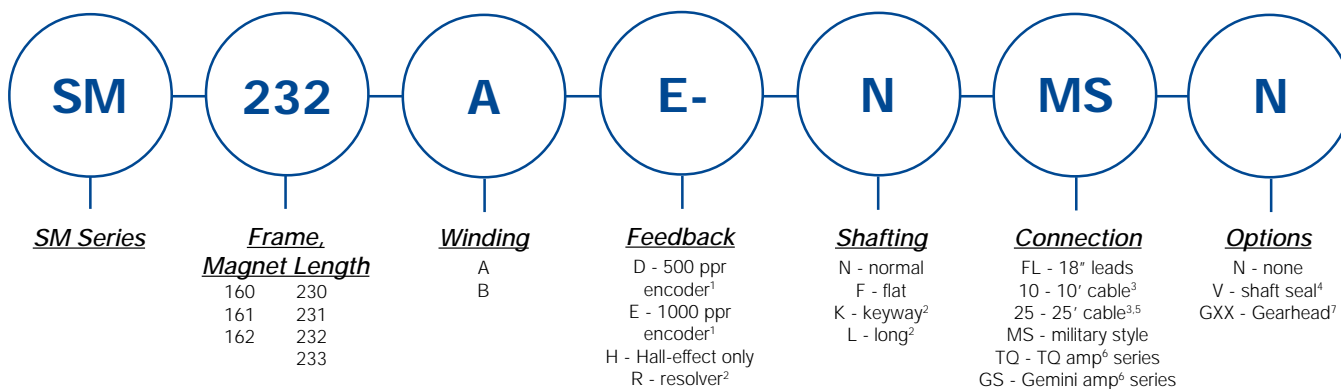 SM 232 A E- N MS N
SM Series
Frame,
Magnet Length
160 230
161 231
162 232
233
Winding
A
B
Feedback
D - 500 ppr
encoder¹
E - 1000 ppr
encoder¹
H - Hall-effect only
R - resolver²
Shafting
N - normal
F - flat
K - keyway²
L - long²
Connection
FL - 18" leads
10 - 10' cable³
25 - 25' cable³,⁵
MS - military style
TQ - TQ amp⁶ series
GS - Gemini amp⁶ series
Options
N - none
V - shaft seal⁴
GXX - Gearhead⁷